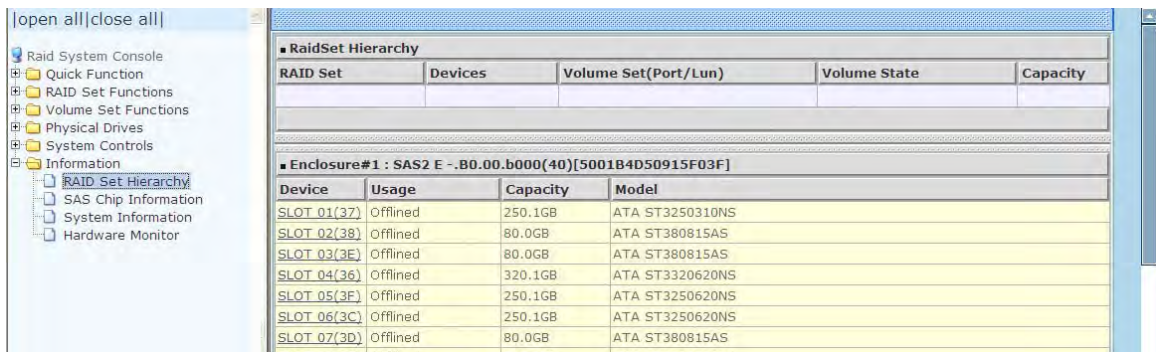 |open all|close all|
Raid System Console
Quick Function
RAID Set Functions
Volume Set Functions
Physical Drives
System Controls
Information
RAID Set Hierarchy
SAS Chip Information
System Information
Hardware Monitor
▪ RaidSet Hierarchy
RAID Set Devices Volume Set(Port/Lun) Volume State Capacity
▪ Enclosure#1 : SAS2 E -.B0.00.b000(40)[5001B4D50915F03F]
Device Usage Capacity Model
SLOT 01(37) Offlined 250.1GB ATA ST3250310NS
SLOT 02(38) Offlined 80.0GB ATA ST380815AS
SLOT 03(3E) Offlined 80.0GB ATA ST380815AS
SLOT 04(36) Offlined 320.1GB ATA ST3320620NS
SLOT 05(3F) Offlined 250.1GB ATA ST3250620NS
SLOT 06(3C) Offlined 250.1GB ATA ST3250620NS
SLOT 07(3D) Offlined 80.0GB ATA ST380815AS